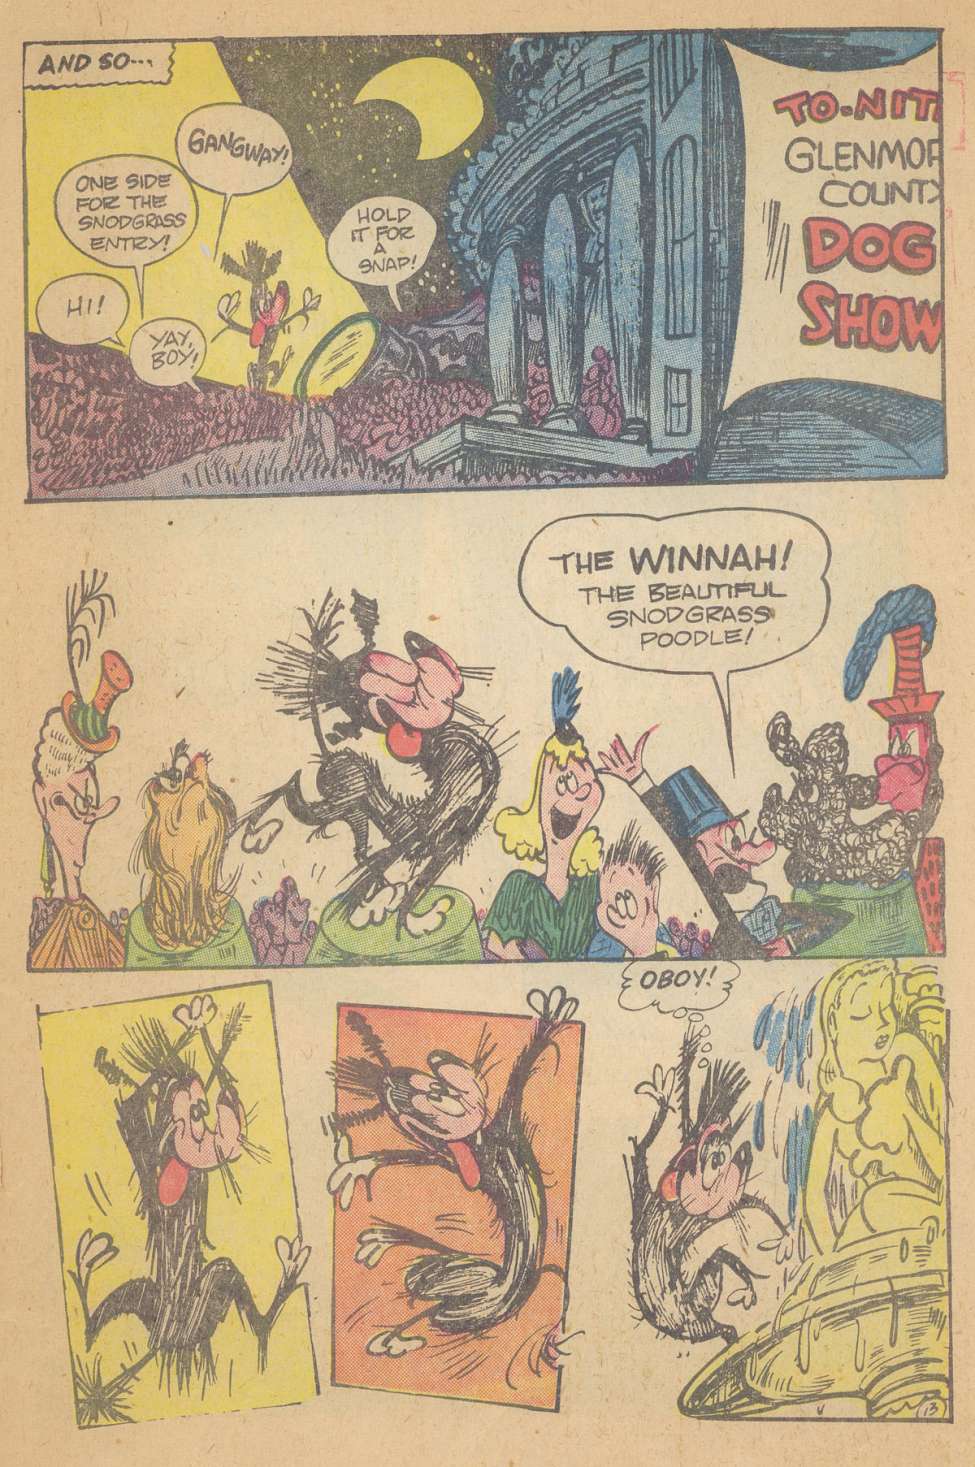 AND SO...
GANGWAY!
ONE SIDE
FOR THE
SNODGRASS
ENTRY!
HI!
YAY,
BOY!
HOLD
IT FOR
A
SNAP!
TO-NIT
GLENMOR
COUNTY
DOG
SHOW
THE WINNAH!
THE BEAUTIFUL
SNODGRASS
POODLE!
OBOY!
13